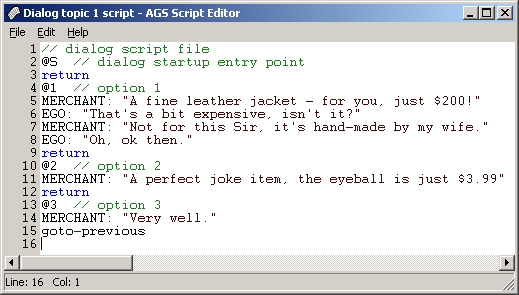 Dialog topic 1 script - AGS Script Editor
File Edit Help
1 // dialog script file
2 @S // dialog startup entry point
3 return
4 @1 // option 1
5 MERCHANT: "A fine leather jacket - for you, just $200!"
6 EGO: "That's a bit expensive, isn't it?"
7 MERCHANT: "Not for this Sir, it's hand-made by my wife."
8 EGO: "Oh, ok then."
9 return
10 @2 // option 2
11 MERCHANT: "A perfect joke item, the eyeball is just $3.99"
12 return
13 @3 // option 3
14 MERCHANT: "Very well."
15 goto-previous
16
Line: 16 Col: 1